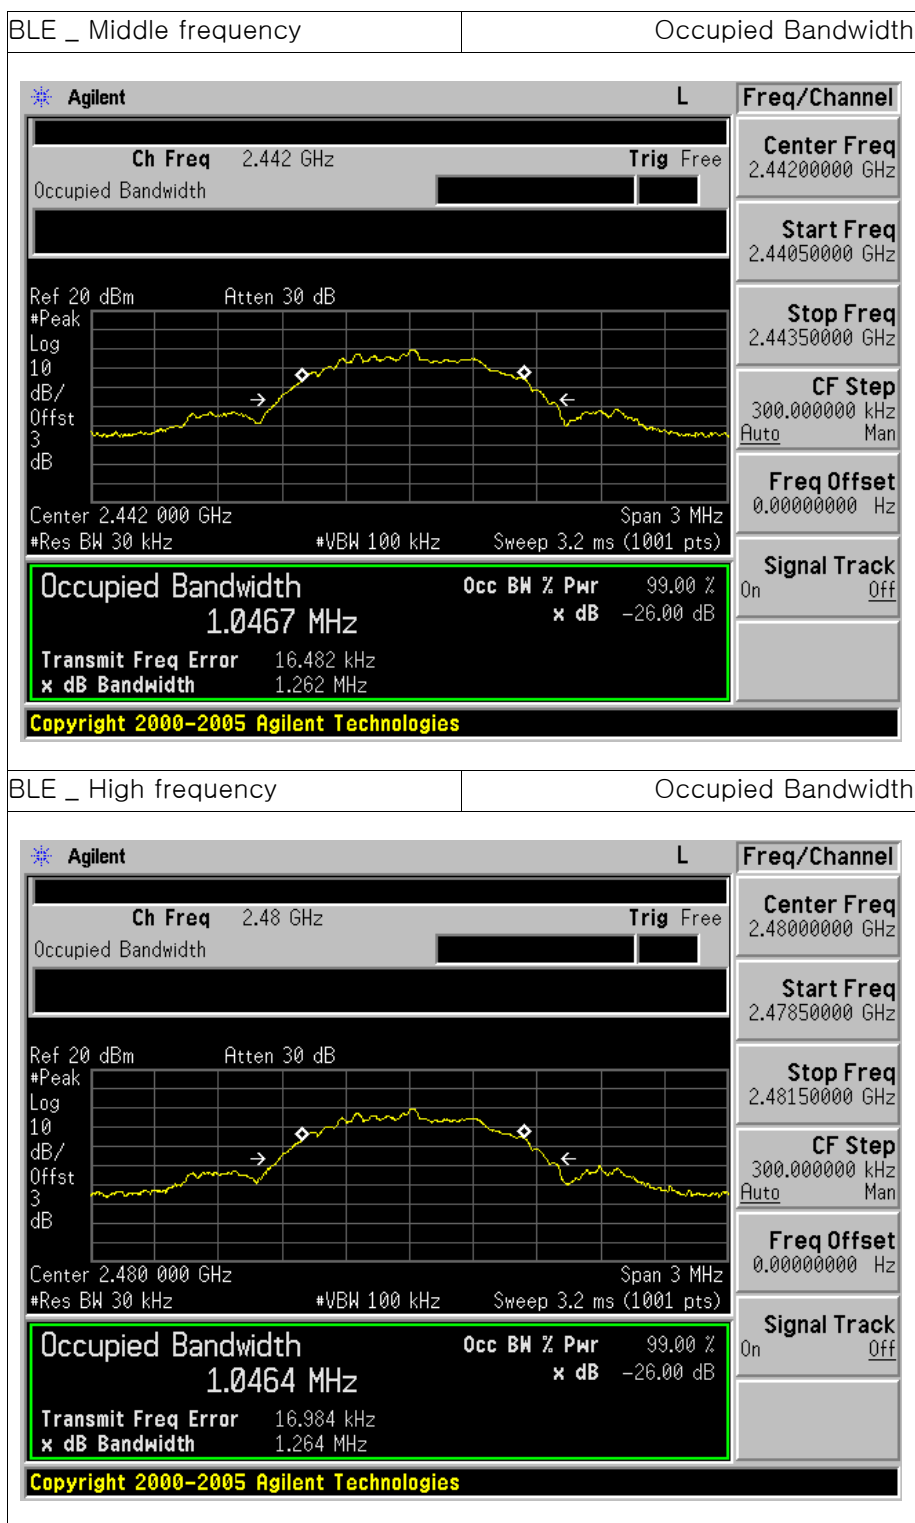 BLE _ Middle frequency Occupied Bandwidth
Agilent L Freq/Channel
Ch Freq 2.442 GHz Trig Free
Occupied Bandwidth
Center Freq
2.44200000 GHz
Start Freq
2.44050000 GHz
Stop Freq
2.44350000 GHz
CF Step
300.000000 kHz
Auto Man
Freq Offset
0.00000000 Hz
Signal Track
On Off
Ref 20 dBm Atten 30 dB
#Peak
Log
10
dB/
Offst
3
dB
Center 2.442 000 GHz Span 3 MHz
#Res BW 30 kHz #VBW 100 kHz Sweep 3.2 ms (1001 pts)
Occupied Bandwidth Occ BW % Pwr 99.00 %
1.0467 MHz x dB -26.00 dB
Transmit Freq Error 16.482 kHz
x dB Bandwidth 1.262 MHz
Copyright 2000-2005 Agilent Technologies
BLE _ High frequency Occupied Bandwidth
Agilent L Freq/Channel
Ch Freq 2.48 GHz Trig Free
Occupied Bandwidth
Center Freq
2.48000000 GHz
Start Freq
2.47850000 GHz
Stop Freq
2.48150000 GHz
CF Step
300.000000 kHz
Auto Man
Freq Offset
0.00000000 Hz
Signal Track
On Off
Ref 20 dBm Atten 30 dB
#Peak
Log
10
dB/
Offst
3
dB
Center 2.480 000 GHz Span 3 MHz
#Res BW 30 kHz #VBW 100 kHz Sweep 3.2 ms (1001 pts)
Occupied Bandwidth Occ BW % Pwr 99.00 %
1.0464 MHz x dB -26.00 dB
Transmit Freq Error 16.984 kHz
x dB Bandwidth 1.264 MHz
Copyright 2000-2005 Agilent Technologies